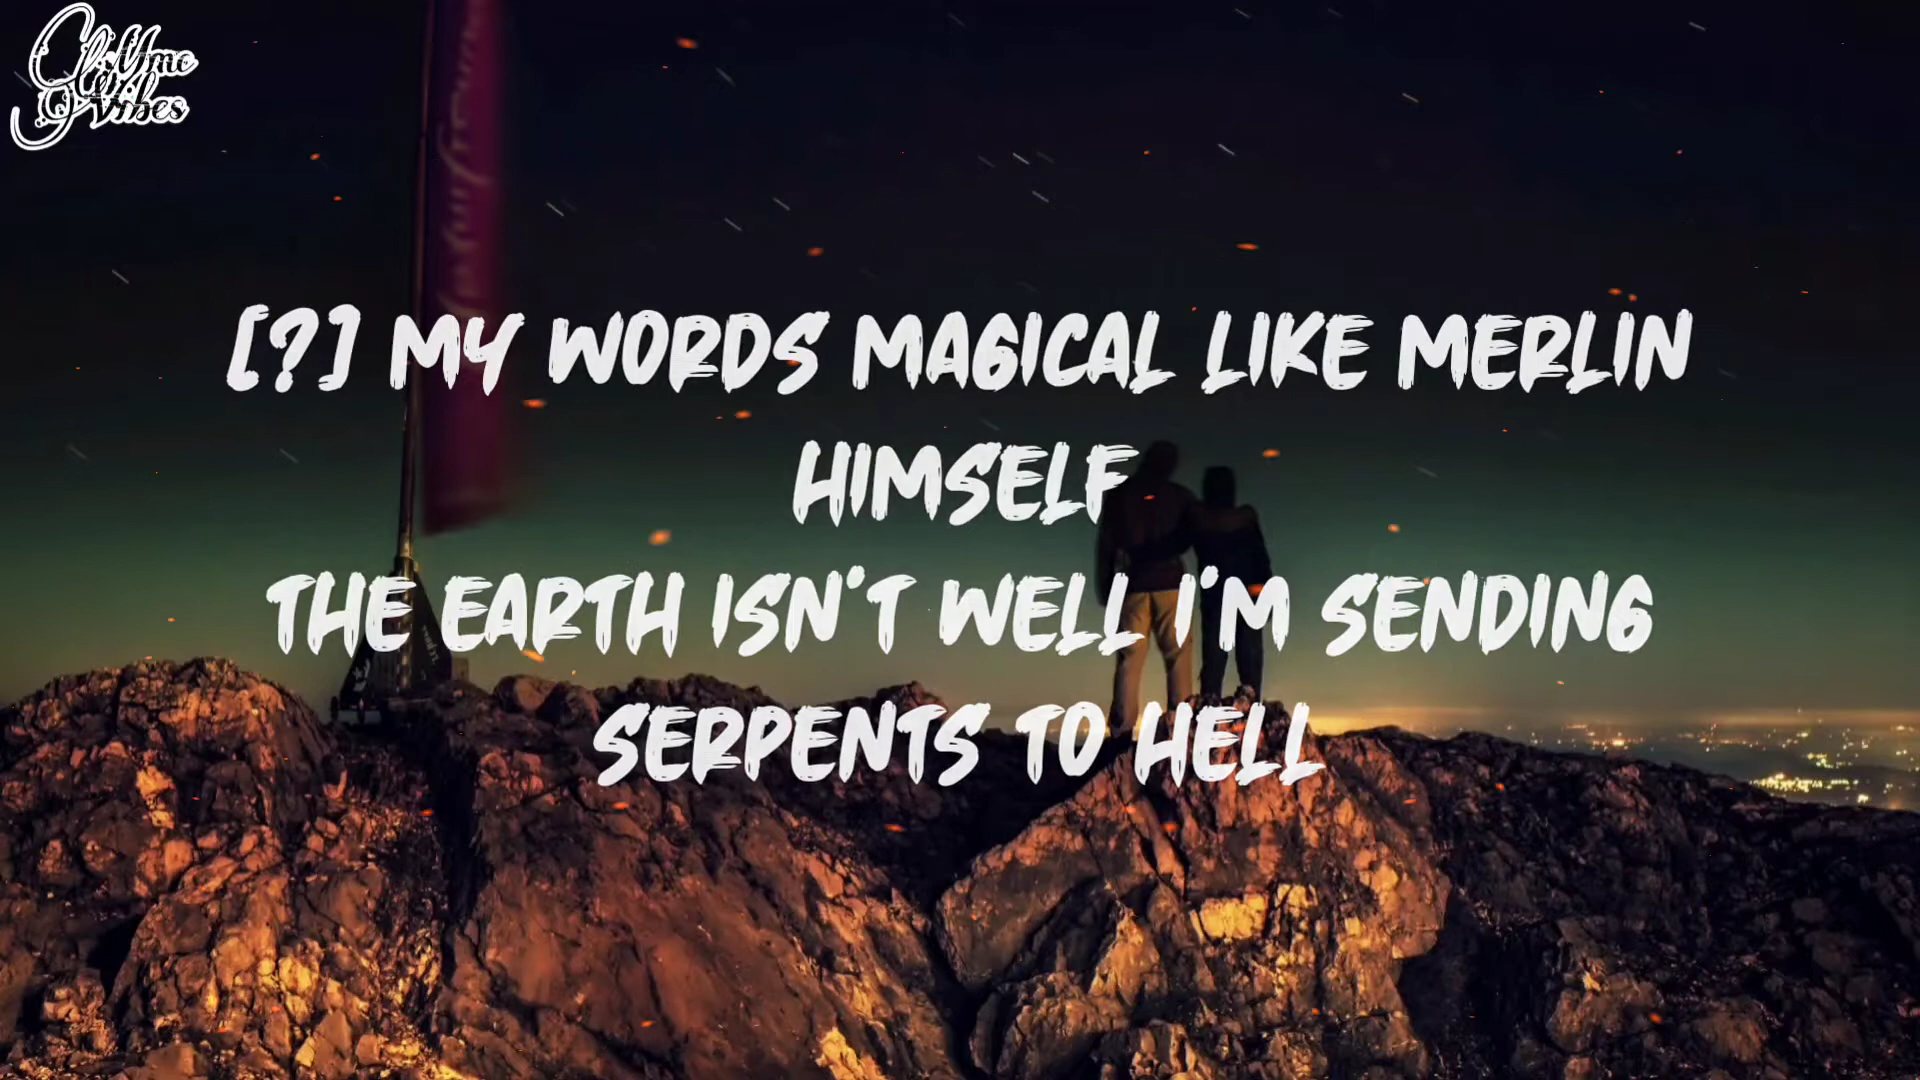 [?] MY WORDS MAGICAL LIKE MERLIN
HIMSELF
THE EARTH ISN'T WELL I'M SENDING
SERPENTS TO HELL